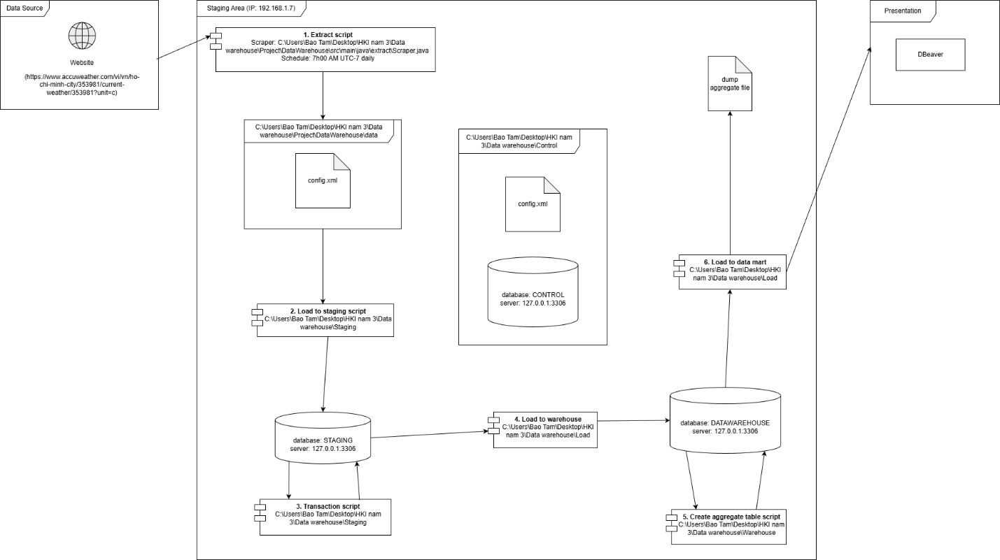 Data Source
Website
(https://www.accuweather.com/vi/vn/ho-
chi-minh-city/353981/current-
weather/353981?unit=c)
Staging Area (IP: 192.168.1.7)
1. Extract script
Scraper: C:\Users\Bao Tam\Desktop\HKI nam 3\Data
warehouse\Project\DataWarehouse\src\main\java\extract\Scraper.java
Schedule: 7h00 AM UTC-7 daily
C:\Users\Bao Tam\Desktop\HKI nam 3\Data
warehouse\Project\DataWarehouse\data
config.xml
2. Load to staging script
C:\Users\Bao Tam\Desktop\HKI nam 3\Data
warehouse\Staging
database: STAGING
server: 127.0.0.1:3306
3. Transaction script
C:\Users\Bao Tam\Desktop\HKI nam
3\Data warehouse\Staging
C:\Users\Bao Tam\Desktop\HKI nam
3\Data warehouse\Control
config.xml
database: CONTROL
server: 127.0.0.1:3306
4. Load to warehouse
C:\Users\Bao Tam\Desktop\HKI
nam 3\Data warehouse\Load
database: DATAWAREHOUSE
server: 127.0.0.1:3306
5. Create aggregate table script
C:\Users\Bao Tam\Desktop\HKI nam
3\Data warehouse\Warehouse
6. Load to data mart
C:\Users\Bao Tam\Desktop\HKI
nam 3\Data warehouse\Load
dump
aggregate file
Presentation
DBeaver